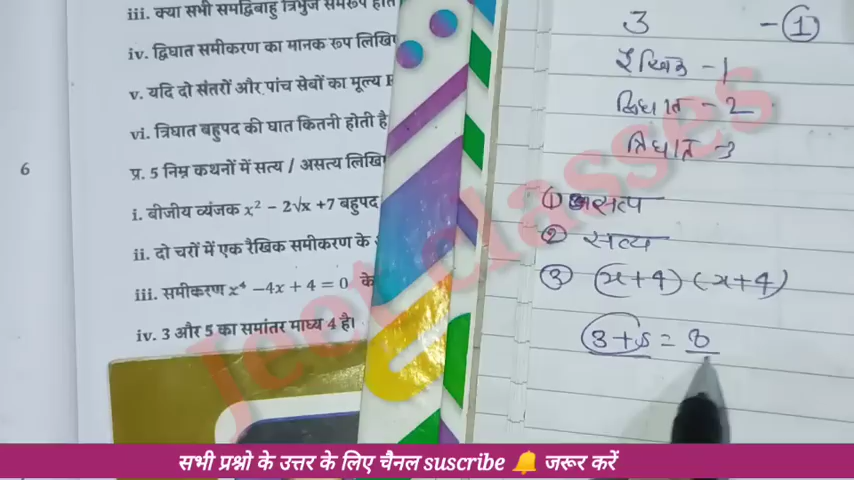 iii. क्या सभी समद्विबाहु त्रिभुज समरूप होते
iv. द्विघात समीकरण का मानक रूप लिखि
v. यदि दो संतरों और पांच सेबों का मूल्य
vi. त्रिघात बहुपद की घात कितनी होती है
6
प्र. 5 निम्न कथनों में सत्य / असत्य लिखि
i. बीजीय व्यंजक x² – 2√x +7 बहुपद
ii. दो चरों में एक रैखिक समीकरण के
iii. समीकरण x⁴ –4x + 4 = 0 के
iv. 3 और 5 का समांतर माध्य 4 है।
3 - ①
रैखिक - 1
द्विघात - 2
त्रिघात - 3
① असत्य
② सत्य
③ (x+4) (x+4)
3+5 = 8
Jeet classes
सभी प्रश्नो के उत्तर के लिए चैनल suscribe 🔔 जरूर करें